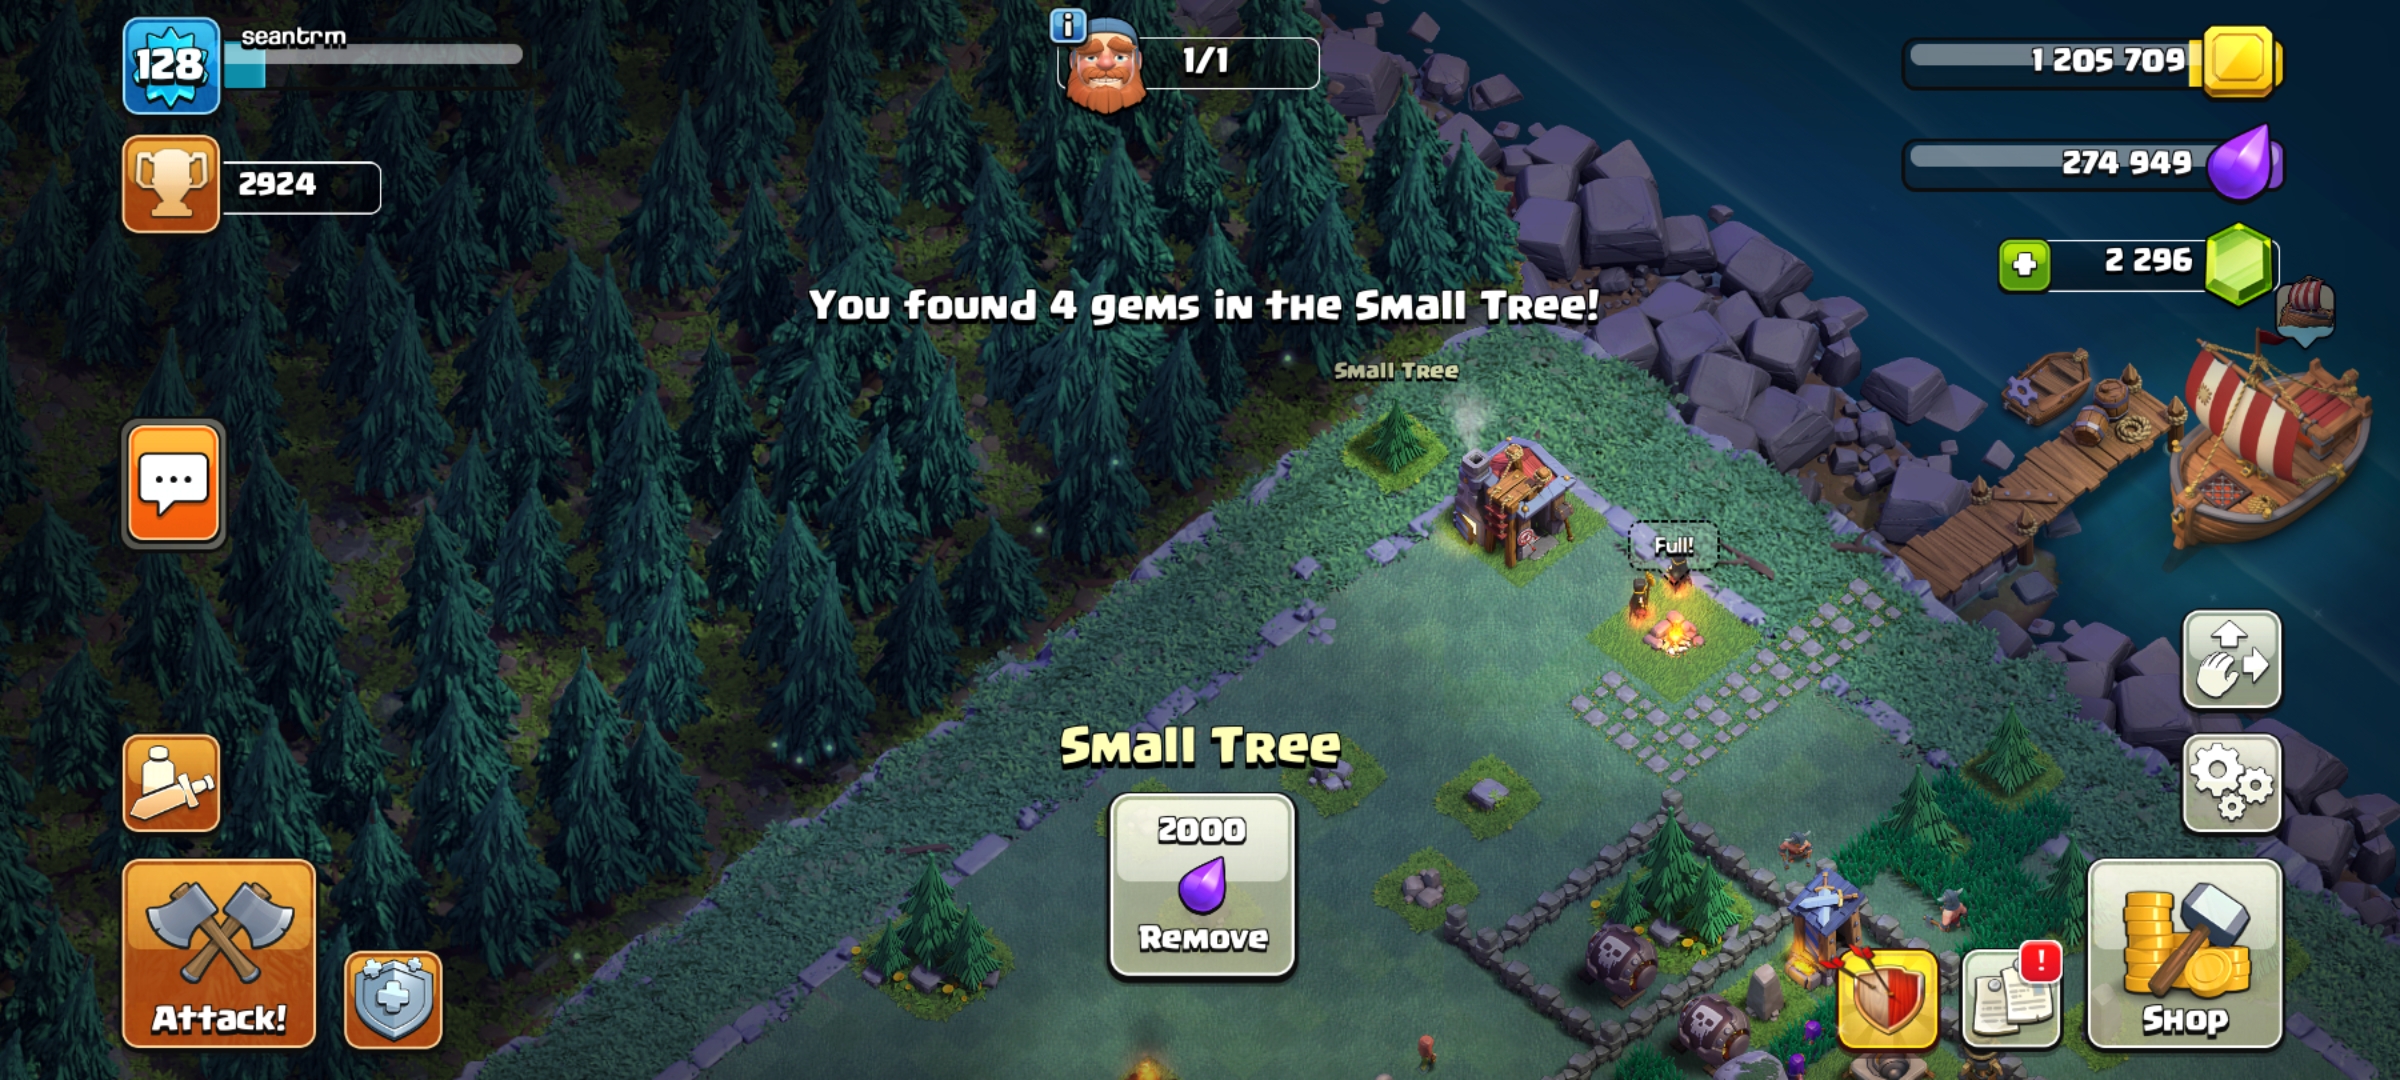 128
seantrm
1/1
1 205 709
274 949
2924
2 296
You found 4 gems in the Small Tree!
Small Tree
Full!
Small Tree
2000
Remove
Attack!
!
Shop